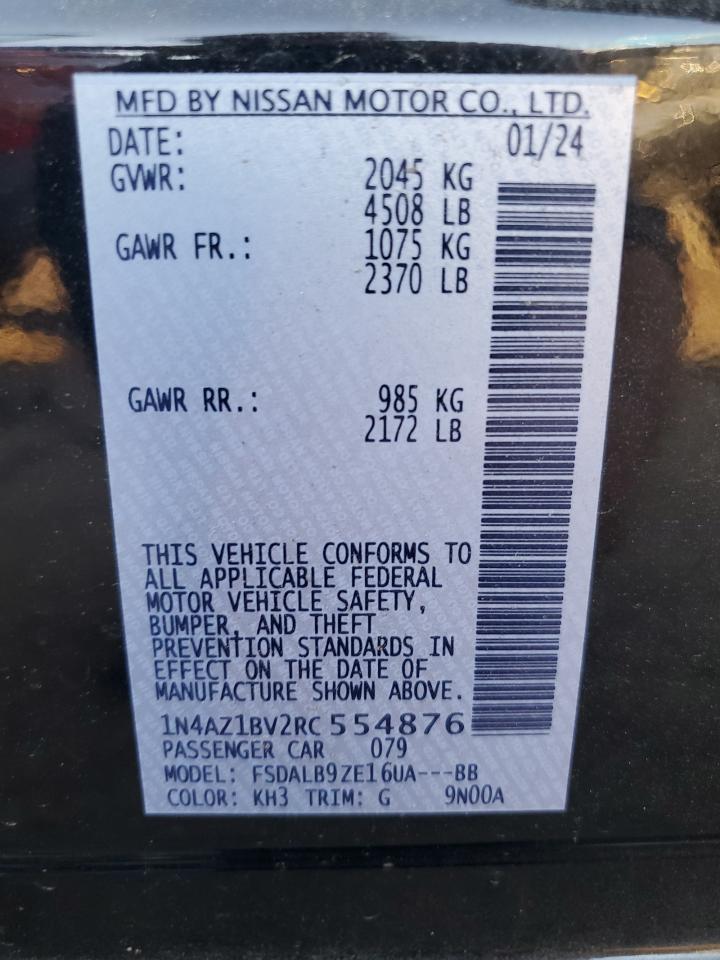 MFD BY NISSAN MOTOR CO., LTD.
DATE: 01/24
GVWR: 2045 KG
4508 LB
GAWR FR.: 1075 KG
2370 LB
GAWR RR.: 985 KG
2172 LB
THIS VEHICLE CONFORMS TO
ALL APPLICABLE FEDERAL
MOTOR VEHICLE SAFETY,
BUMPER, AND THEFT
PREVENTION STANDARDS IN
EFFECT ON THE DATE OF
MANUFACTURE SHOWN ABOVE.
1N4AZ1BV2RC 554876
PASSENGER CAR 079
MODEL: FSDALB9ZE16UA---BB
COLOR: KH3 TRIM: G 9N00A